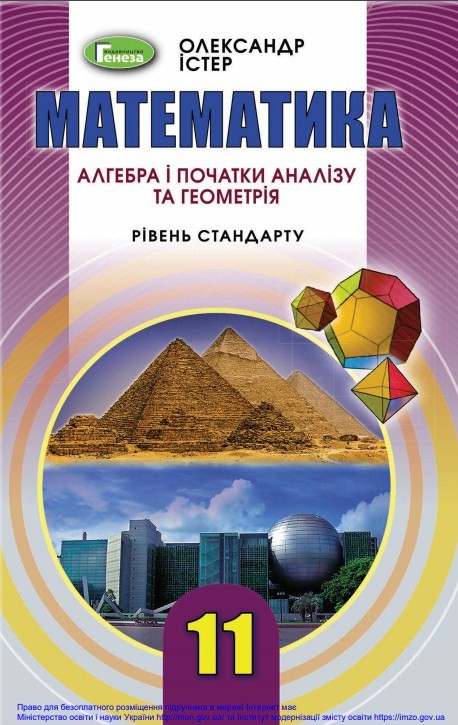 видавництво
Генеза
ОЛЕКСАНДР
ІСТЕР
МАТЕМАТИКА
АЛГЕБРА І ПОЧАТКИ АНАЛІЗУ
ТА ГЕОМЕТРІЯ
РІВЕНЬ СТАНДАРТУ
11
Право для безоплатного розміщення підручника в мережі Інтернет має
Міністерство освіти і науки України http://mon.gov.ua/ та Інститут модернізації змісту освіти https://imzo.gov.ua